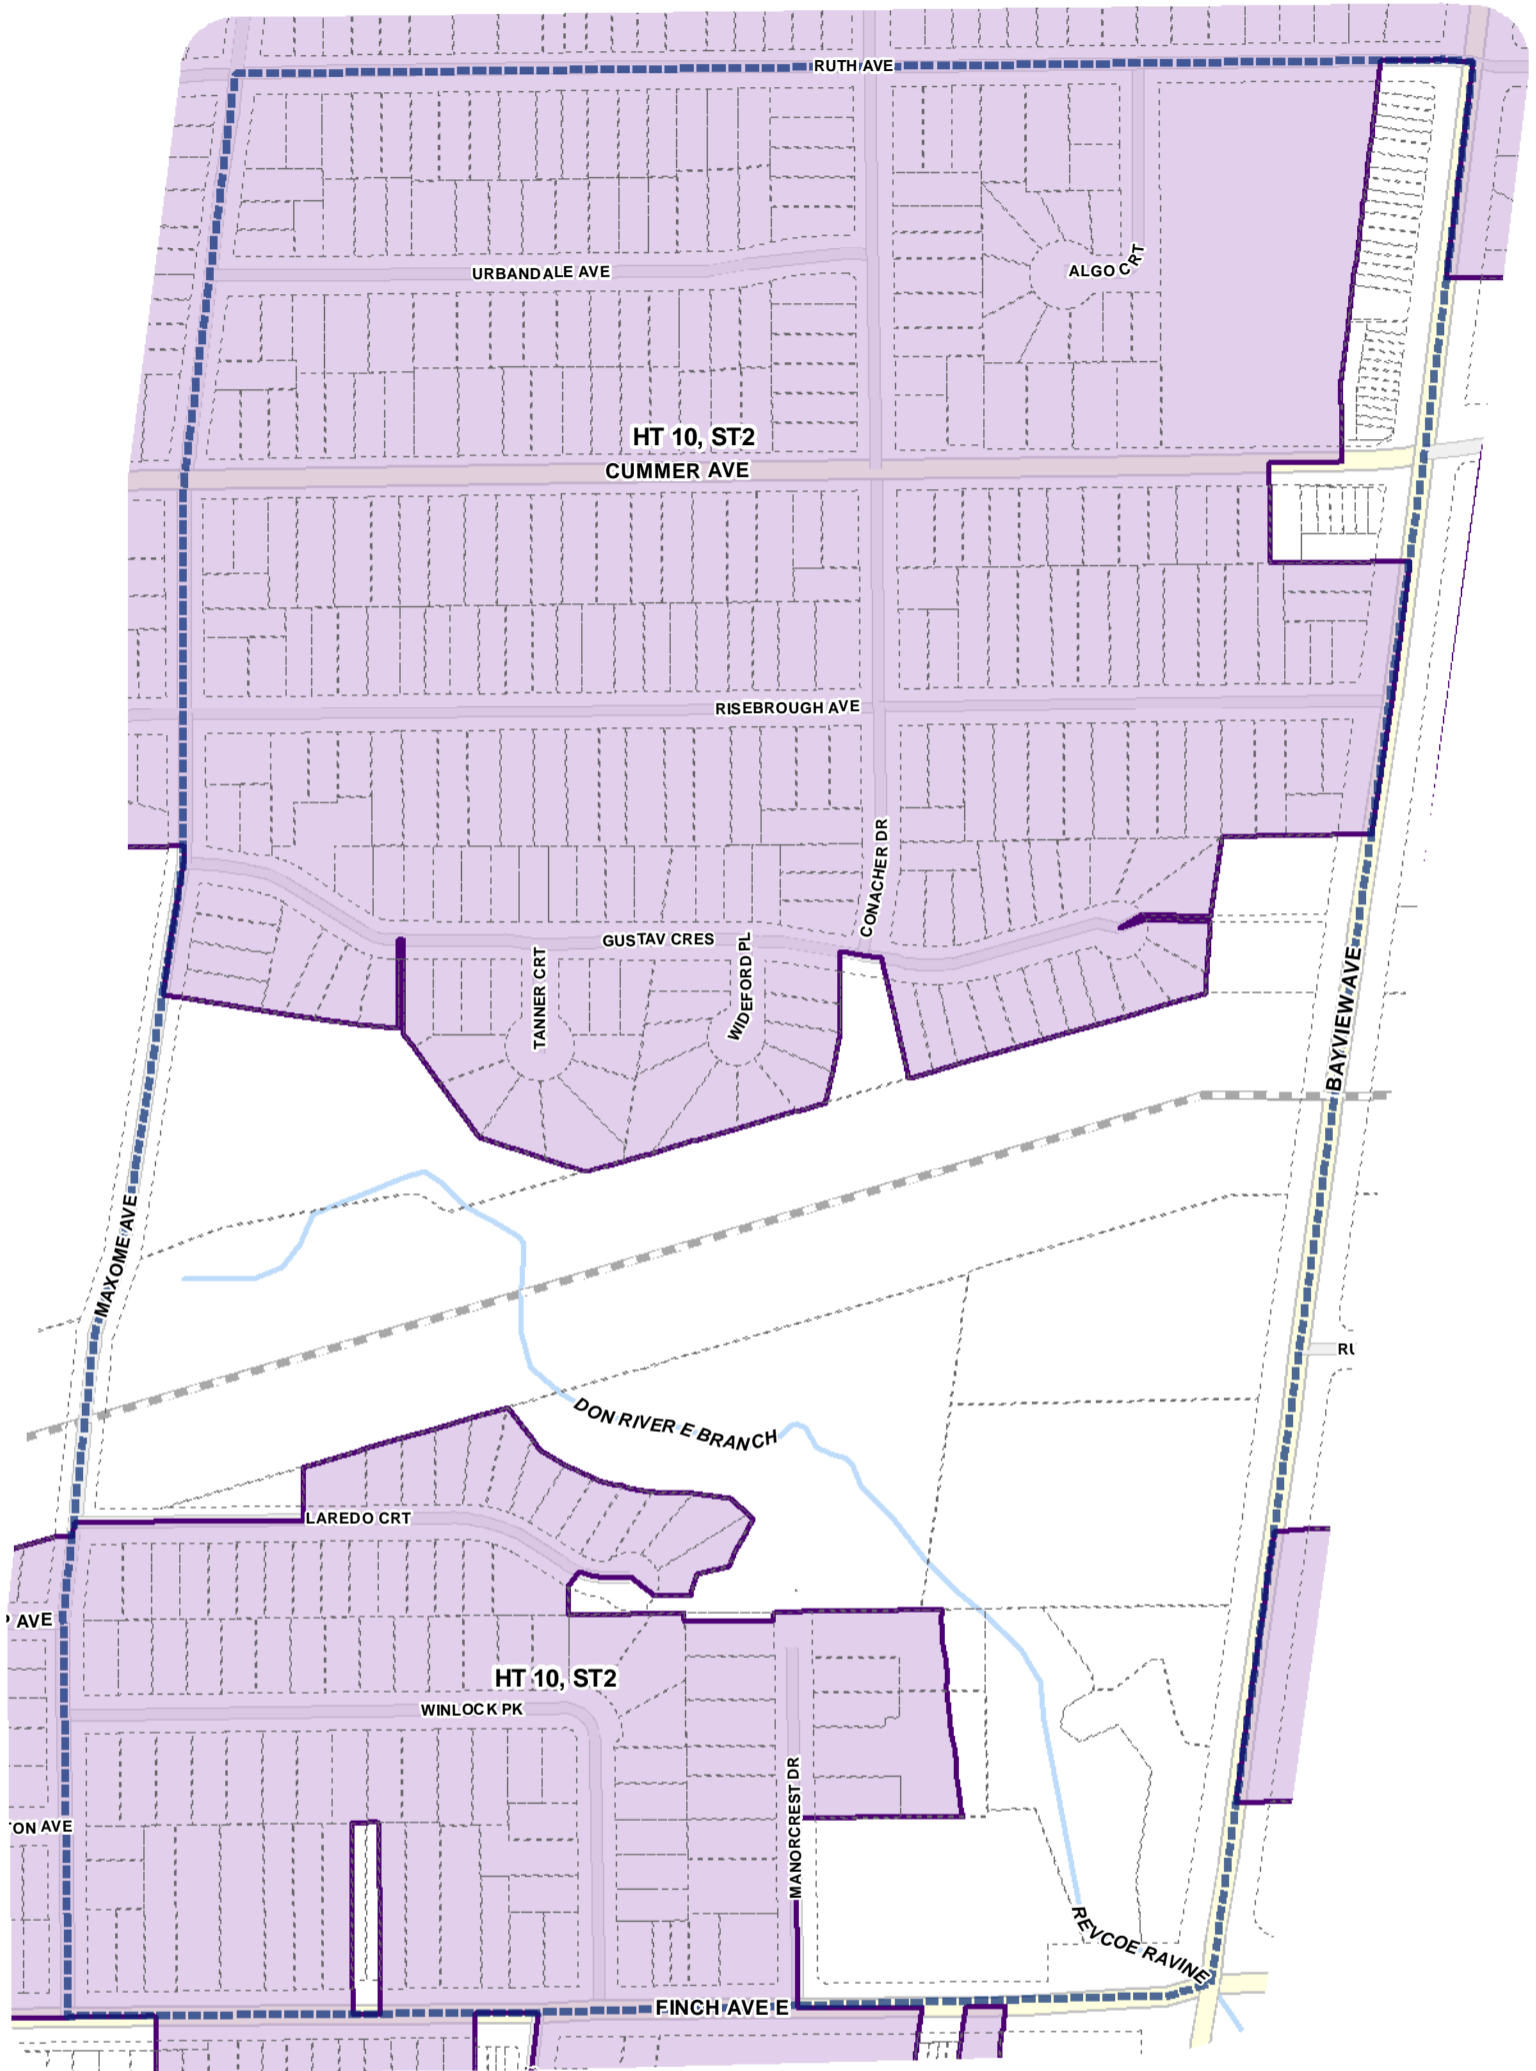 RUTH AVE
URBANDALE AVE
ALGO CRT
HT 10, ST2
CUMMER AVE
RISEBROUGH AVE
CONACHER DR
GUSTAV CRES
TANNER CRT
WIDEFORD PL
BAYVIEW AVE
MAXOME AVE
RU
DON RIVER E BRANCH
LAREDO CRT
P AVE
HT 10, ST2
WINLOCK PK
MANORCREST DR
TON AVE
REVCOE RAVINE
FINCH AVE E